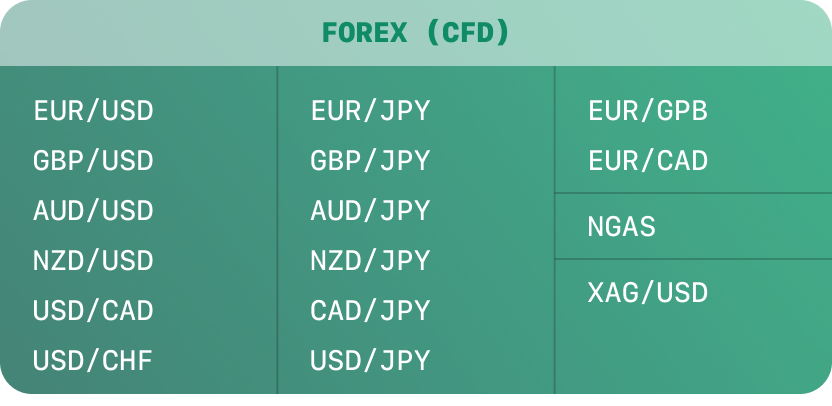 FOREX (CFD)
EUR/USD
GBP/USD
AUD/USD
NZD/USD
USD/CAD
USD/CHF
EUR/JPY
GBP/JPY
AUD/JPY
NZD/JPY
CAD/JPY
USD/JPY
EUR/GPB
EUR/CAD
NGAS
XAG/USD